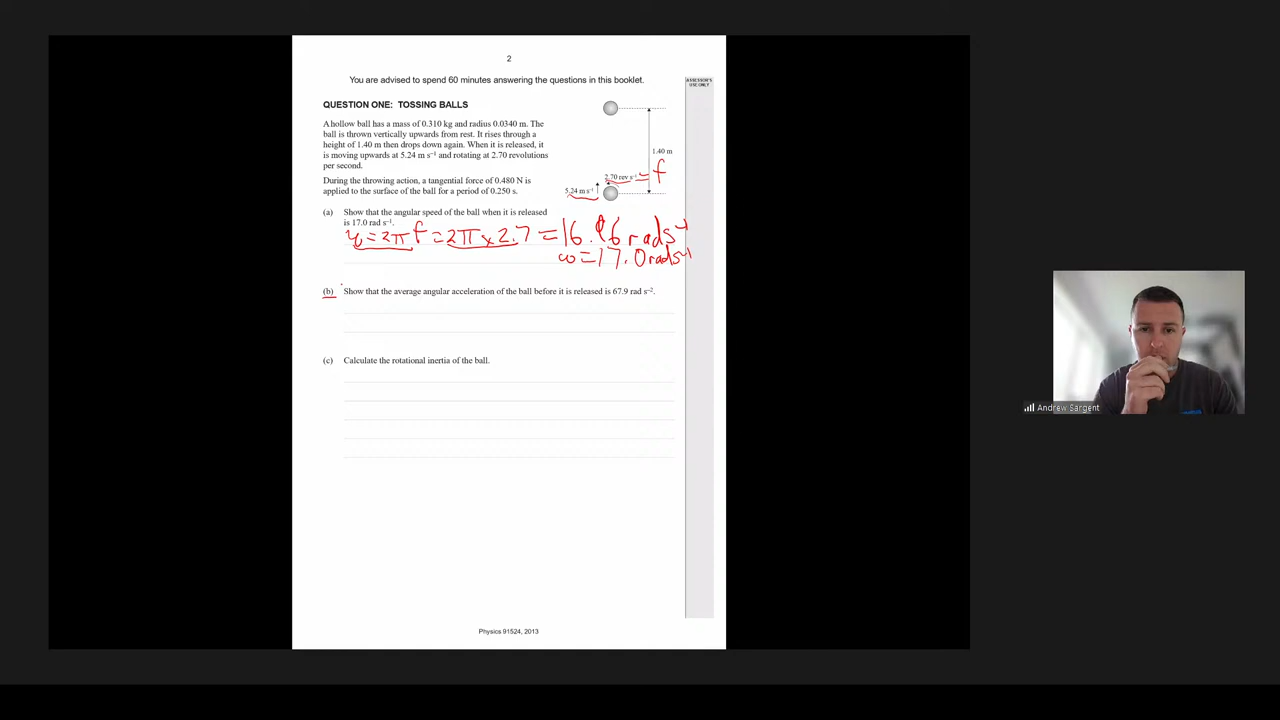 2
You are advised to spend 60 minutes answering the questions in this booklet.
ASSESSOR'S
USE ONLY
QUESTION ONE: TOSSING BALLS
A hollow ball has a mass of 0.310 kg and radius 0.0340 m. The
ball is thrown vertically upwards from rest. It rises through a
height of 1.40 m then drops down again. When it is released, it
is moving upwards at 5.24 m s⁻¹ and rotating at 2.70 revolutions
per second.
1.40 m
2.70 rev s⁻¹ = f
5.24 m s⁻¹
During the throwing action, a tangential force of 0.480 N is
applied to the surface of the ball for a period of 0.250 s.
(a) Show that the angular speed of the ball when it is released
is 17.0 rad s⁻¹.
ω = 2π f = 2π × 2.7 = 16.96 rads⁻¹
ω = 17.0 rads⁻¹
(b) Show that the average angular acceleration of the ball before it is released is 67.9 rad s⁻².
(c) Calculate the rotational inertia of the ball.
Physics 91524, 2013
Andrew Sargent